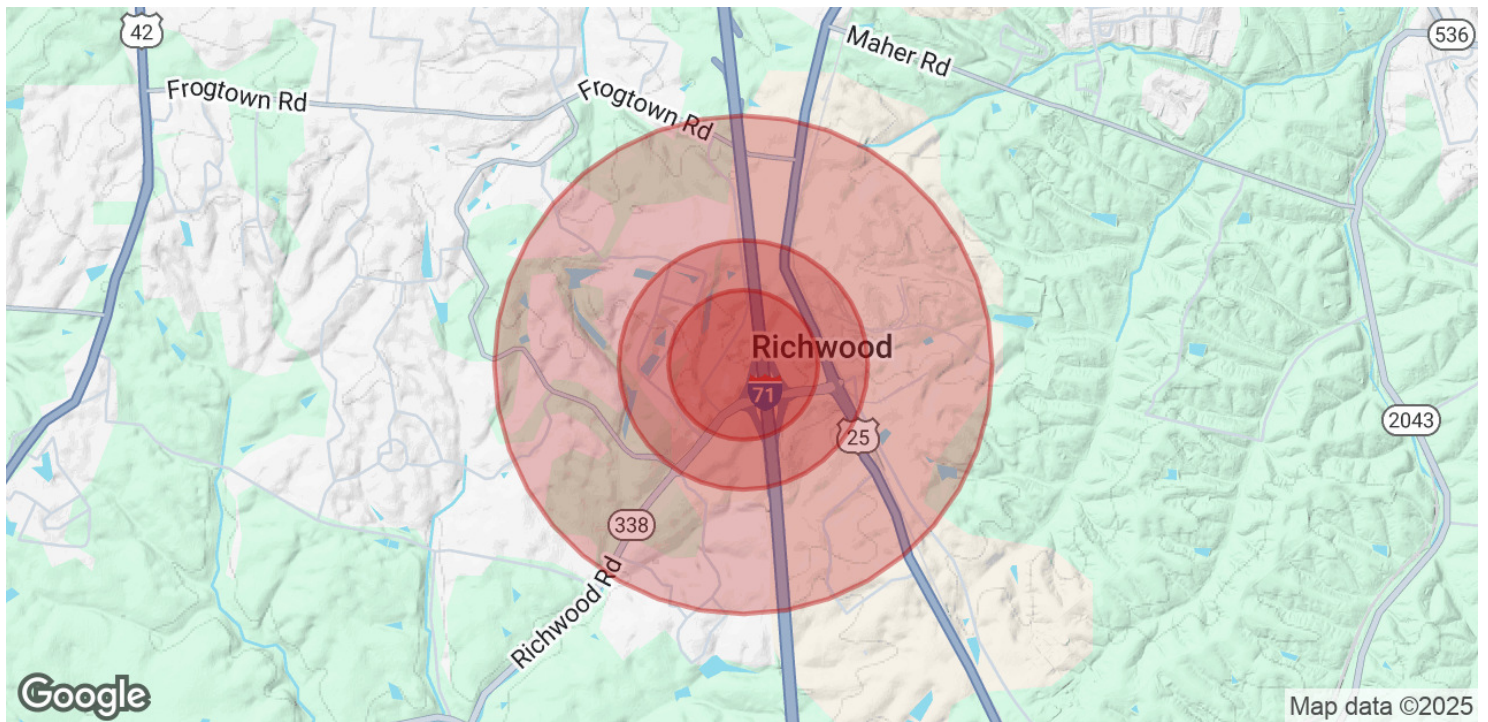 42
536
Maher Rd
Frogtown Rd
Frogtown Rd
Richwood
71
2043
25
338
Richwood Rd
Google
Map data ©2025